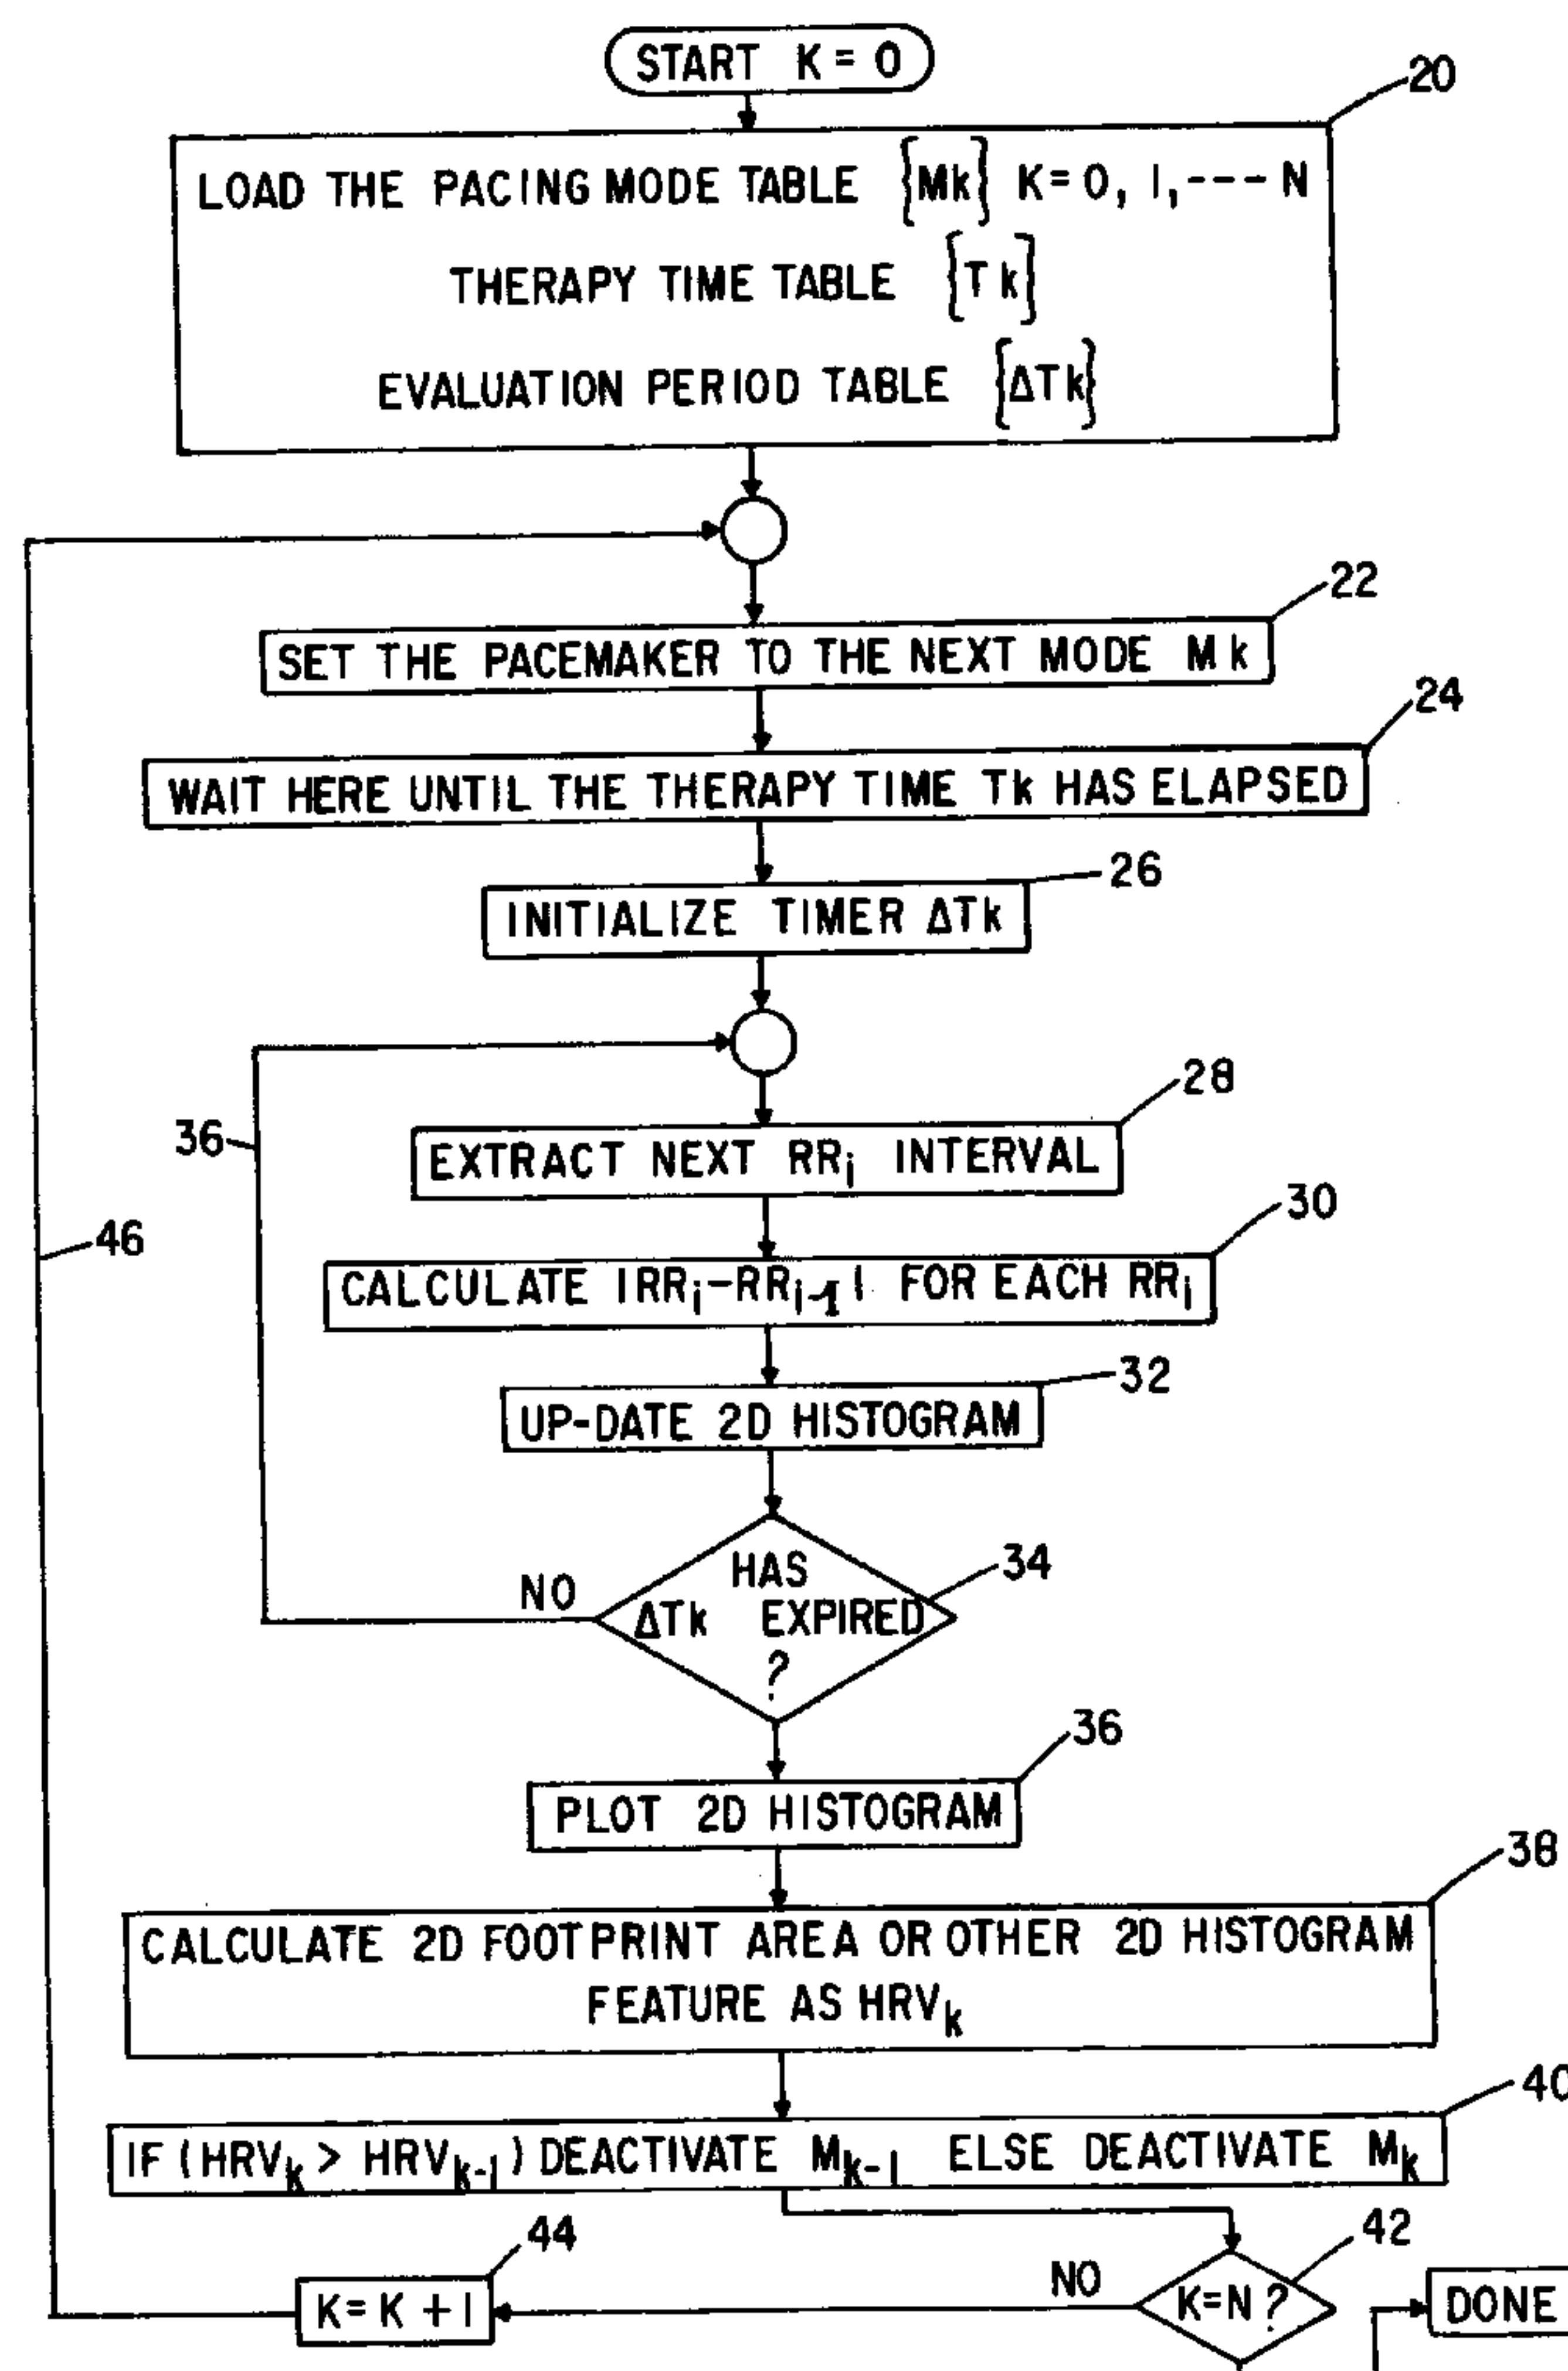 START K = 0
20
LOAD THE PACING MODE TABLE {Mk} K=0, 1,--- N
THERAPY TIME TABLE {Tk}
EVALUATION PERIOD TABLE {ΔTk}
22
SET THE PACEMAKER TO THE NEXT MODE Mk
24
WAIT HERE UNTIL THE THERAPY TIME Tk HAS ELAPSED
26
INITIALIZE TIMER ΔTk
28
EXTRACT NEXT RRi INTERVAL
36
30
46
CALCULATE |RRi-RRi-1| FOR EACH RRi
32
UP-DATE 2D HISTOGRAM
34
HAS
NO
ΔTk EXPIRED
?
36
PLOT 2D HISTOGRAM
38
CALCULATE 2D FOOTPRINT AREA OR OTHER 2D HISTOGRAM
FEATURE AS HRVk
40
IF (HRVk > HRVk-1) DEACTIVATE Mk-1 ELSE DEACTIVATE Mk
44
42
NO
K= K +1
K=N ?
DONE